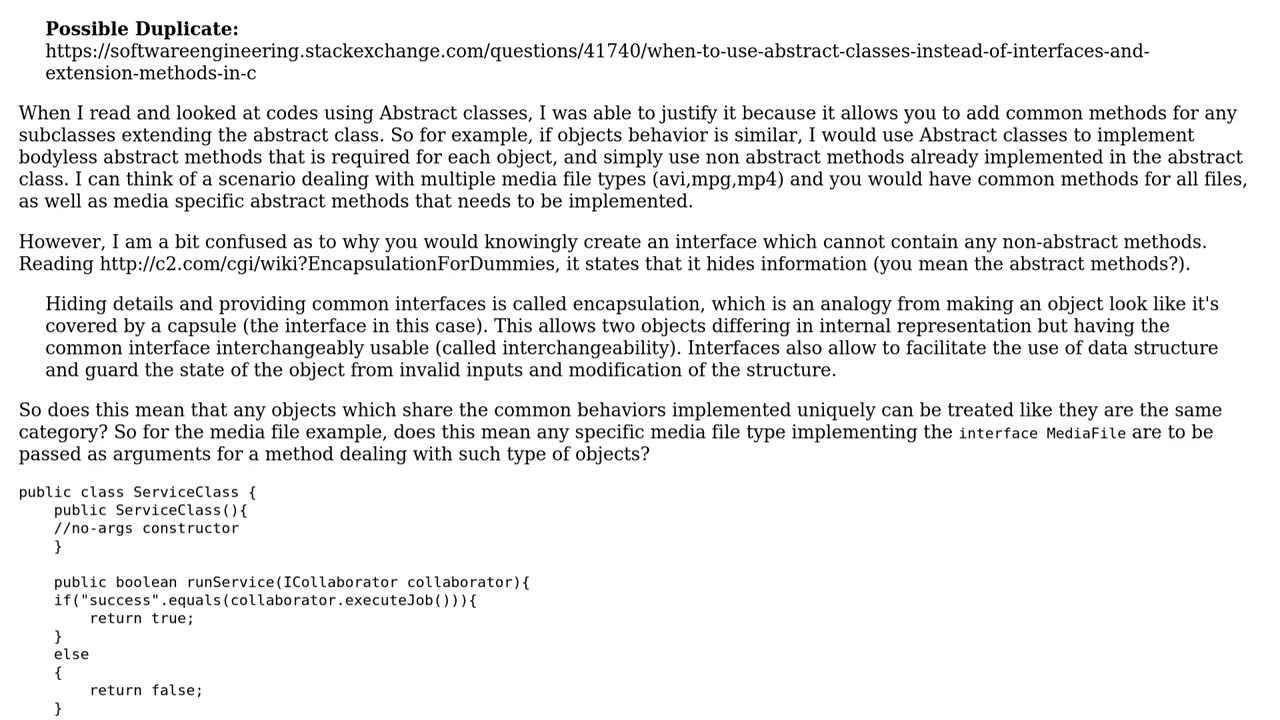 Possible Duplicate:
https://softwareengineering.stackexchange.com/questions/41740/when-to-use-abstract-classes-instead-of-interfaces-and-
extension-methods-in-c
When I read and looked at codes using Abstract classes, I was able to justify it because it allows you to add common methods for any
subclasses extending the abstract class. So for example, if objects behavior is similar, I would use Abstract classes to implement
bodyless abstract methods that is required for each object, and simply use non abstract methods already implemented in the abstract
class. I can think of a scenario dealing with multiple media file types (avi,mpg,mp4) and you would have common methods for all files,
as well as media specific abstract methods that needs to be implemented.
However, I am a bit confused as to why you would knowingly create an interface which cannot contain any non-abstract methods.
Reading http://c2.com/cgi/wiki?EncapsulationForDummies, it states that it hides information (you mean the abstract methods?).
Hiding details and providing common interfaces is called encapsulation, which is an analogy from making an object look like it's
covered by a capsule (the interface in this case). This allows two objects differing in internal representation but having the
common interface interchangeably usable (called interchangeability). Interfaces also allow to facilitate the use of data structure
and guard the state of the object from invalid inputs and modification of the structure.
So does this mean that any objects which share the common behaviors implemented uniquely can be treated like they are the same
category? So for the media file example, does this mean any specific media file type implementing the interface MediaFile are to be
passed as arguments for a method dealing with such type of objects?
public class ServiceClass {
    public ServiceClass(){
    //no-args constructor
    }
    public boolean runService(ICollaborator collaborator){
    if("success".equals(collaborator.executeJob())){
        return true;
    }
    else
    {
        return false;
    }